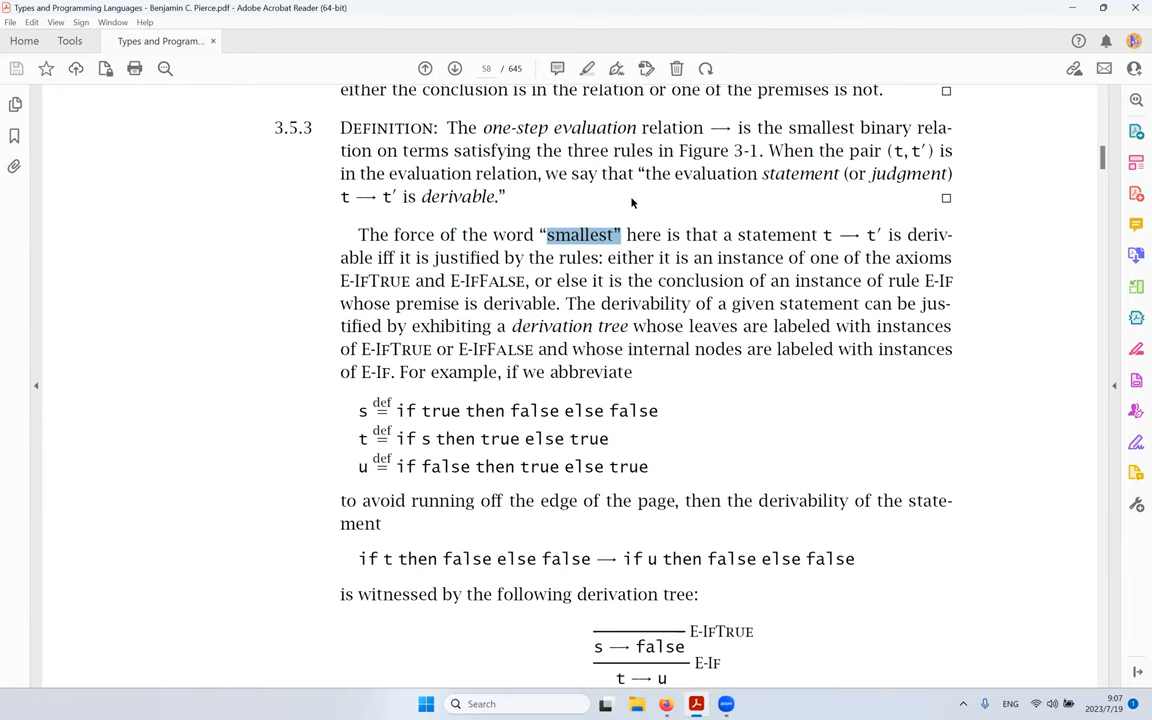 Types and Programming Languages - Benjamin C. Pierce.pdf - Adobe Acrobat Reader (64-bit)
File Edit View Sign Window Help
Home Tools Types and Program... ×
58 / 645
either the conclusion is in the relation or one of the premises is not. □
3.5.3 DEFINITION: The one-step evaluation relation → is the smallest binary rela-
tion on terms satisfying the three rules in Figure 3-1. When the pair (t, t′) is
in the evaluation relation, we say that “the evaluation statement (or judgment)
t → t′ is derivable.” □
The force of the word “smallest” here is that a statement t → t′ is deriv-
able iff it is justified by the rules: either it is an instance of one of the axioms
E-IFTRUE and E-IFFALSE, or else it is the conclusion of an instance of rule E-IF
whose premise is derivable. The derivability of a given statement can be jus-
tified by exhibiting a derivation tree whose leaves are labeled with instances
of E-IFTRUE or E-IFFALSE and whose internal nodes are labeled with instances
of E-IF. For example, if we abbreviate
s def= if true then false else false
t def= if s then true else true
u def= if false then true else true
to avoid running off the edge of the page, then the derivability of the state-
ment
if t then false else false → if u then false else false
is witnessed by the following derivation tree:
E-IFTRUE
s → false
E-IF
t → u
Search
zoom
ENG
9:07
2023/7/19
1